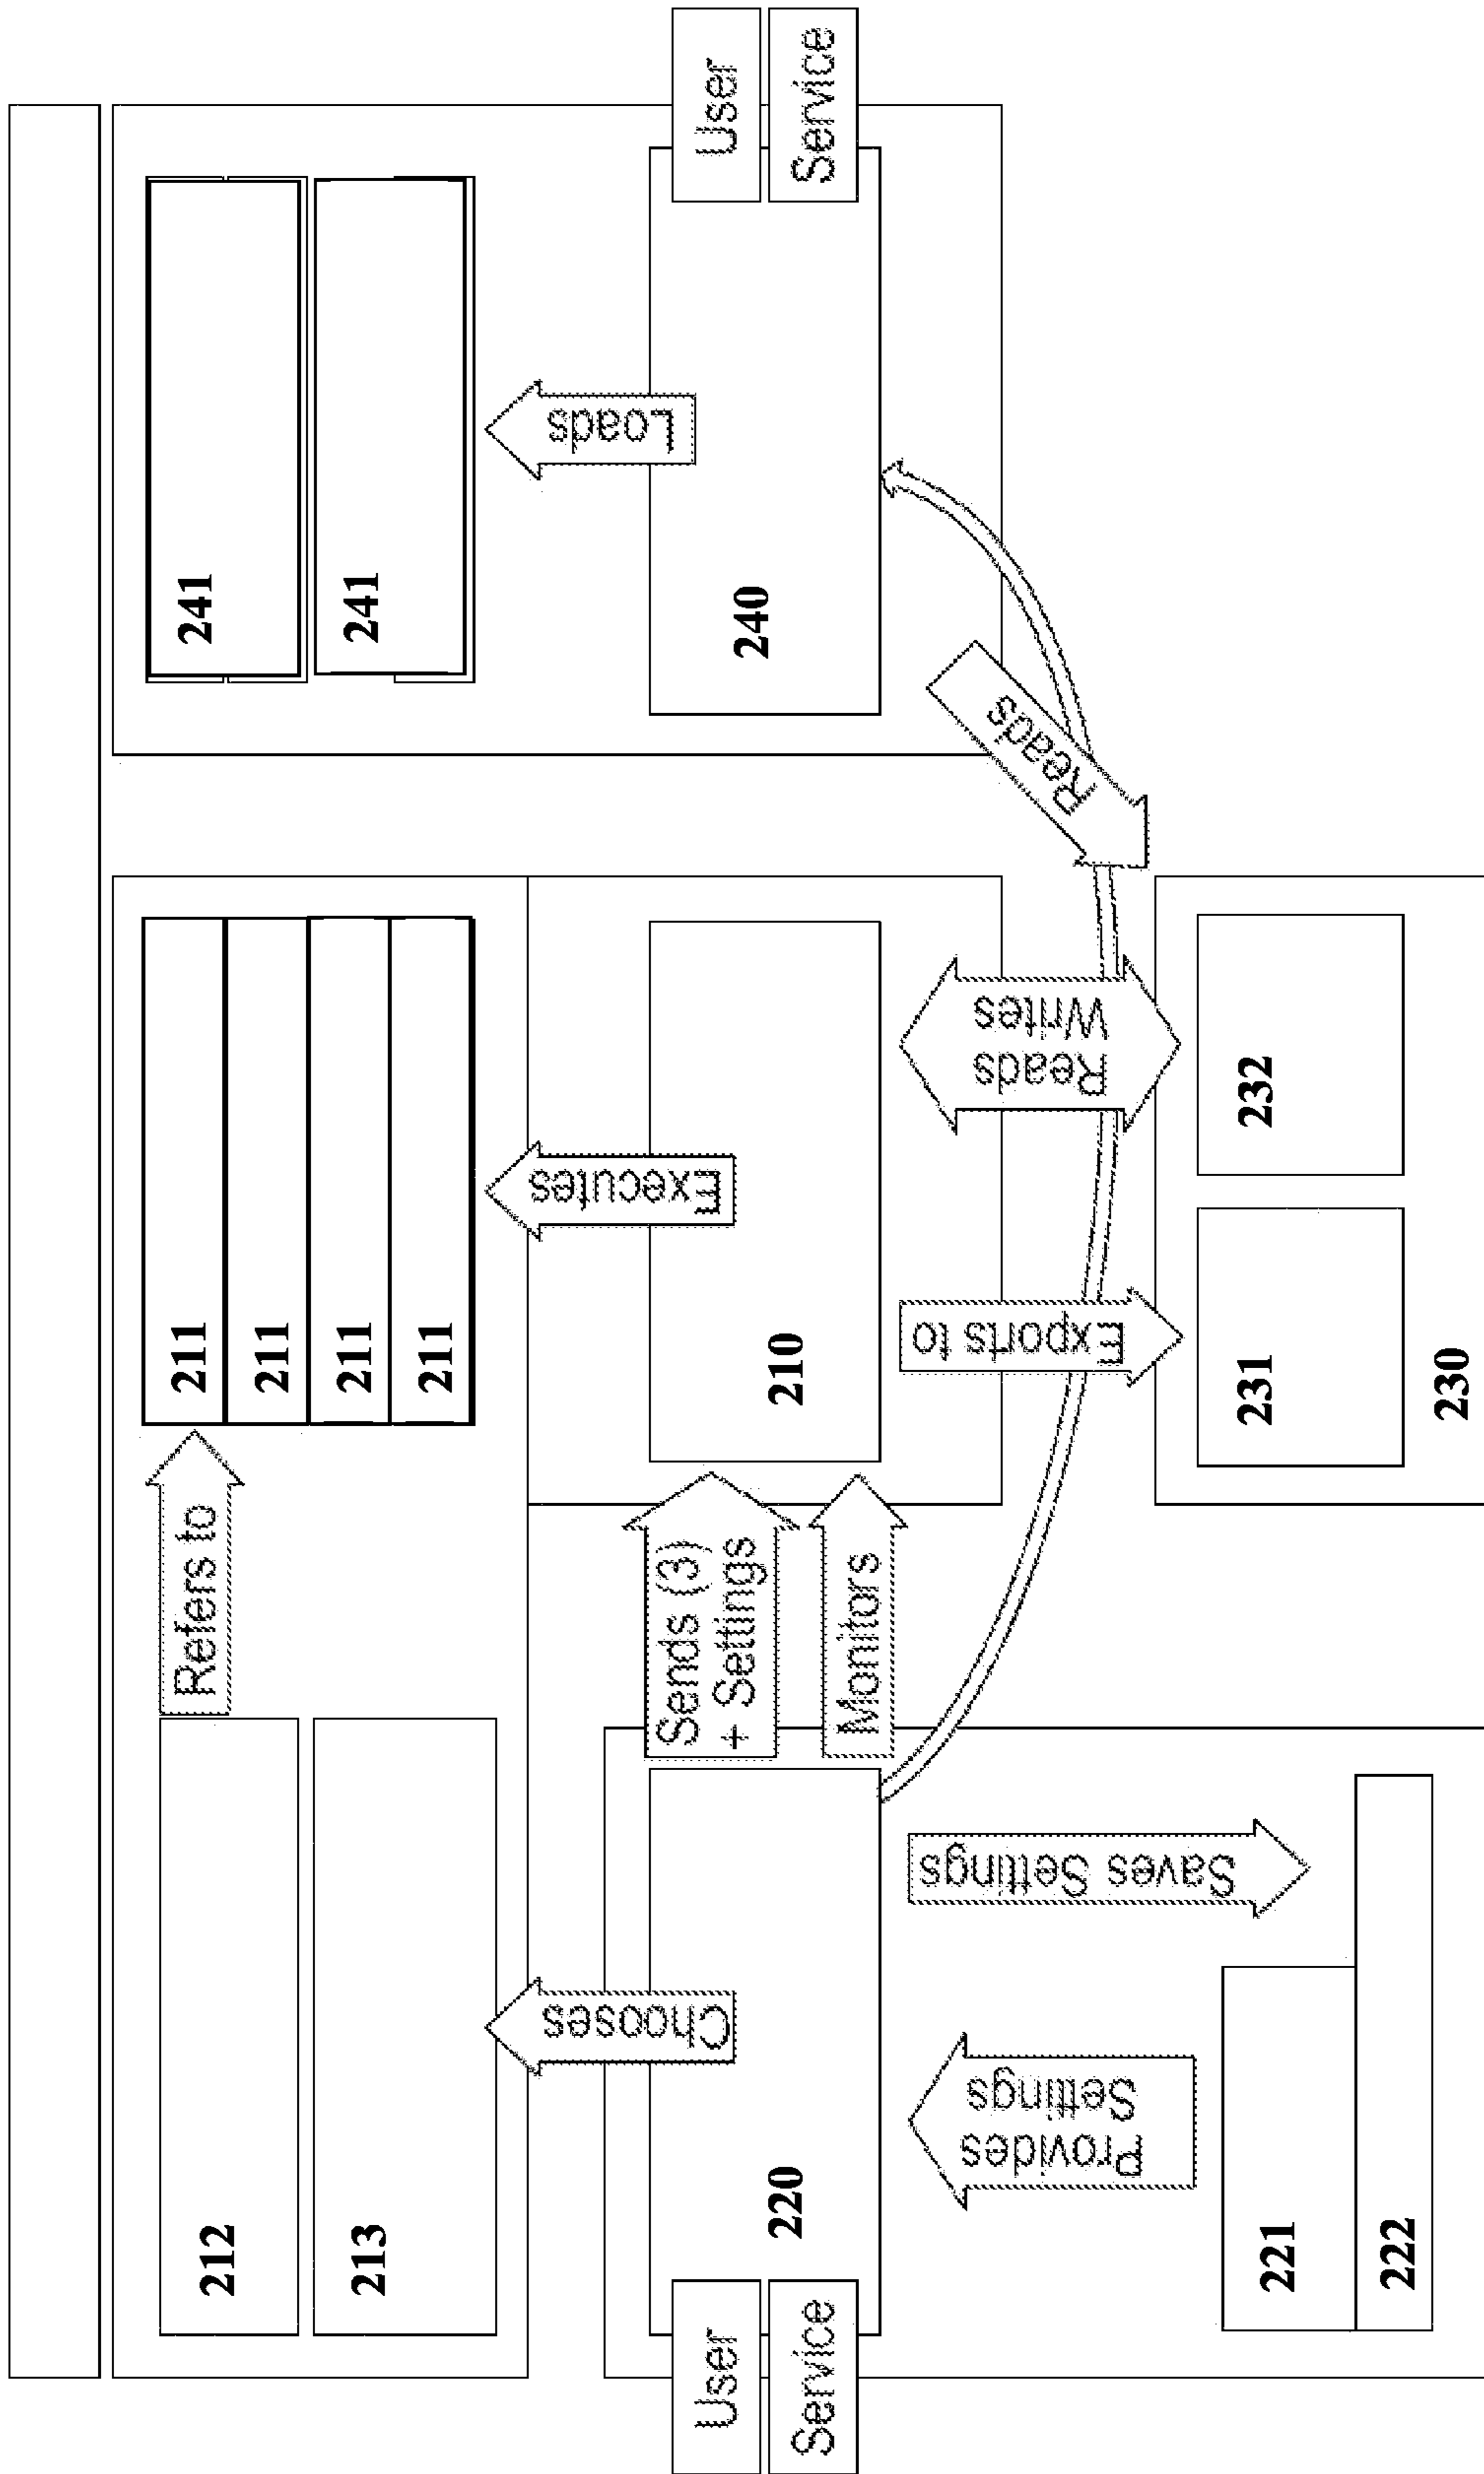 212
Refers to
211
241
211
213
211
241
211
Chooses
Executes
Loads
User
Service
220
Sends (3)
+ Settings
Monitors
210
240
User
Service
Provides
Settings
Saves Settings
Exports to
Reads
Writes
Reads
221
222
231
232
230